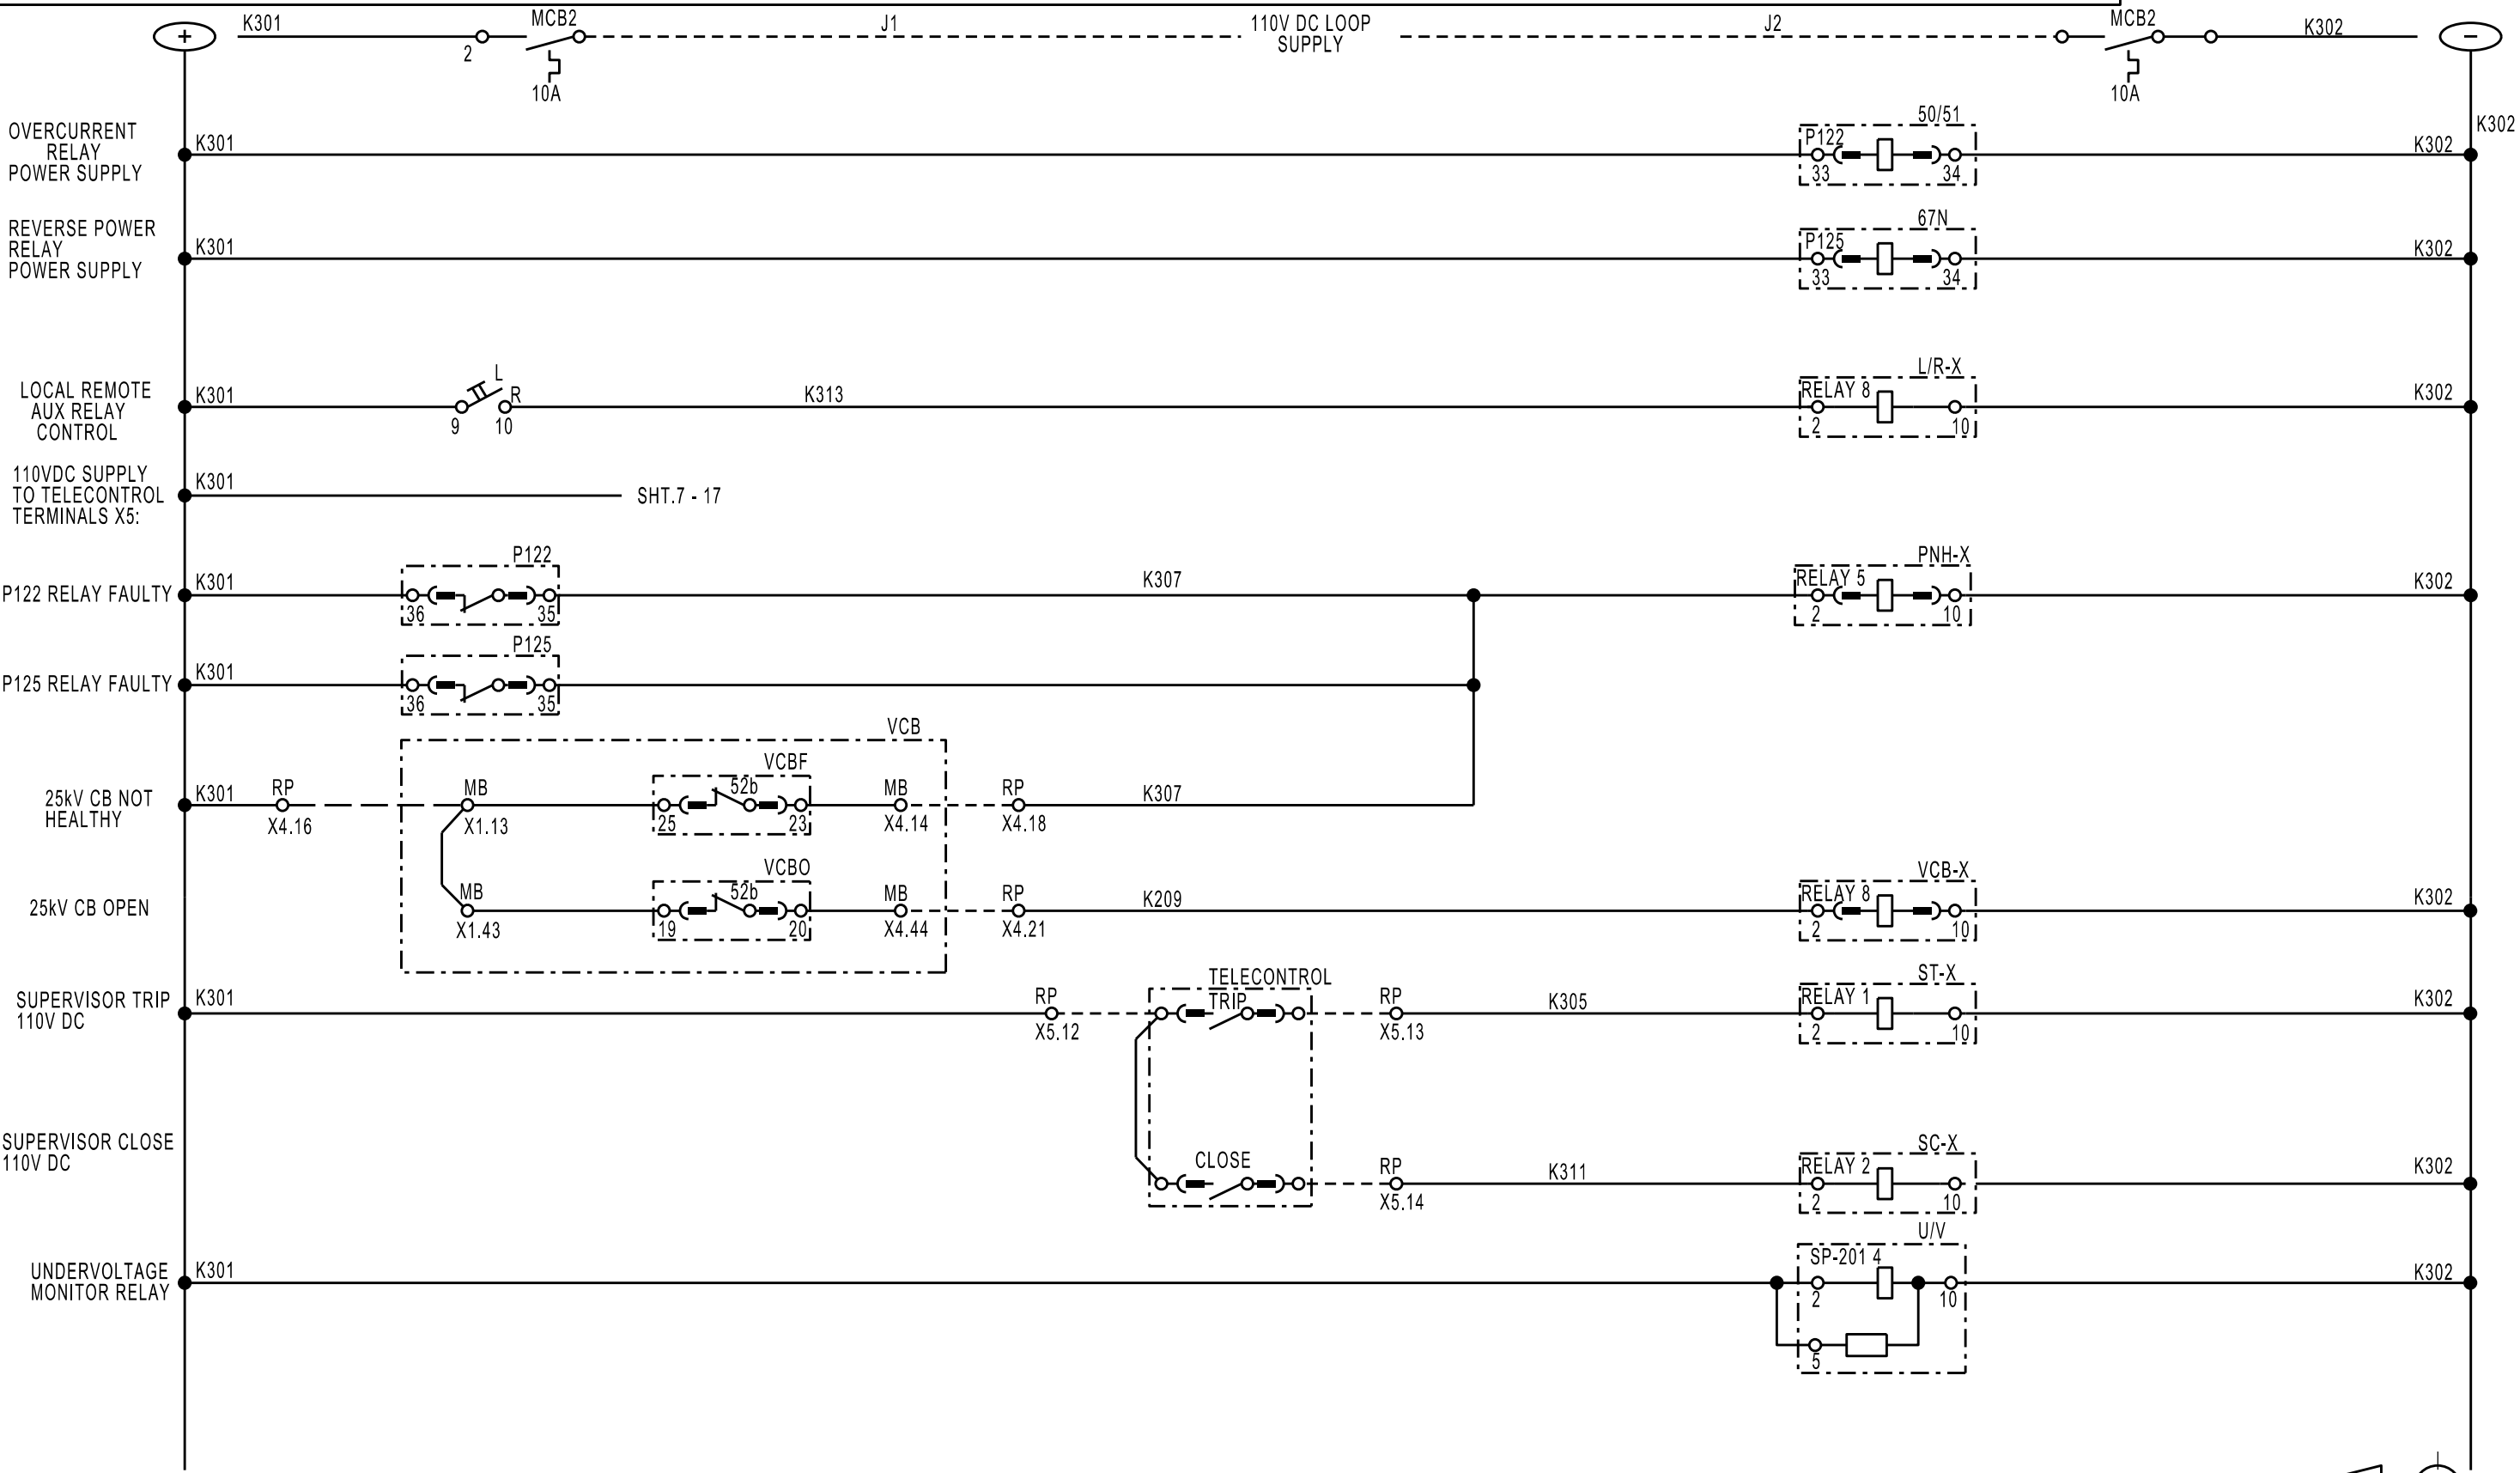 K301
MCB2
J1
110V DC LOOP
SUPPLY
J2
MCB2
K302
+
2
10A
10A
−
K302
OVERCURRENT
RELAY
POWER SUPPLY
K301
50/51
P122
33
34
K302
REVERSE POWER
RELAY
POWER SUPPLY
K301
67N
P125
33
34
K302
LOCAL REMOTE
AUX RELAY
CONTROL
K301
L
R
9
10
K313
L/R-X
RELAY 8
2
10
K302
110VDC SUPPLY
TO TELECONTROL
TERMINALS X5:
K301
SHT.7 - 17
P122 RELAY FAULTY
K301
P122
36
35
K307
PNH-X
RELAY 5
2
10
K302
P125 RELAY FAULTY
K301
P125
36
35
VCB
25kV CB NOT
HEALTHY
K301
RP
X4.16
MB
X1.13
VCBF
52b
25
23
MB
X4.14
RP
X4.18
K307
25kV CB OPEN
MB
X1.43
VCBO
52b
19
20
MB
X4.44
RP
X4.21
K209
VCB-X
RELAY 8
2
10
K302
SUPERVISOR TRIP
110V DC
K301
RP
X5.12
TELECONTROL
TRIP
RP
X5.13
K305
ST-X
RELAY 1
2
10
K302
SUPERVISOR CLOSE
110V DC
CLOSE
RP
X5.14
K311
SC-X
RELAY 2
2
10
K302
UNDERVOLTAGE
MONITOR RELAY
K301
U/V
SP-201 4
2
10
5
K302